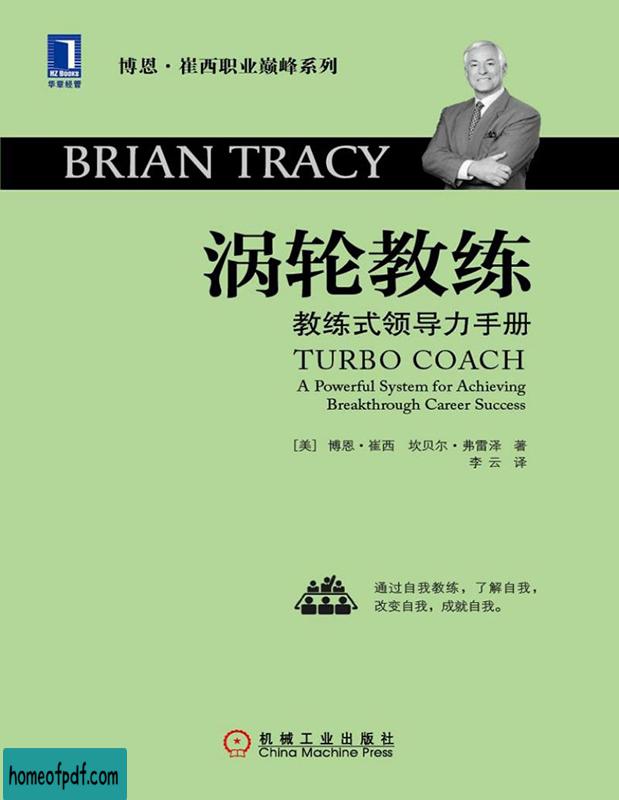 HZ Books
华章经管
博恩·崔西职业巅峰系列
BRIAN TRACY
涡轮教练
教练式领导力手册
TURBO COACH
A Powerful System for Achieving
Breakthrough Career Success
[美] 博恩·崔西 坎贝尔·弗雷泽 著
李云 译
通过自我教练，了解自我，
改变自我，成就自我。
机械工业出版社
China Machine Press
homeofpdf.com